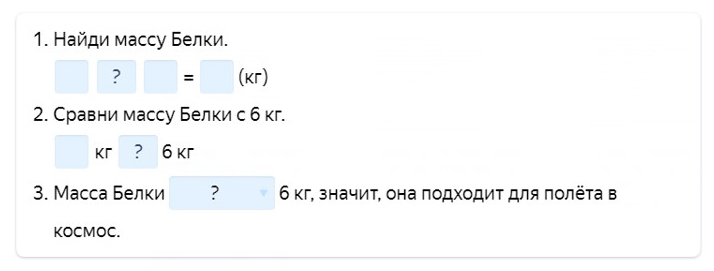 1. Найди массу Белки.
? = (кг)
2. Сравни массу Белки с 6 кг.
кг ? 6 кг
3. Масса Белки ? 6 кг, значит, она подходит для полёта в
космос.